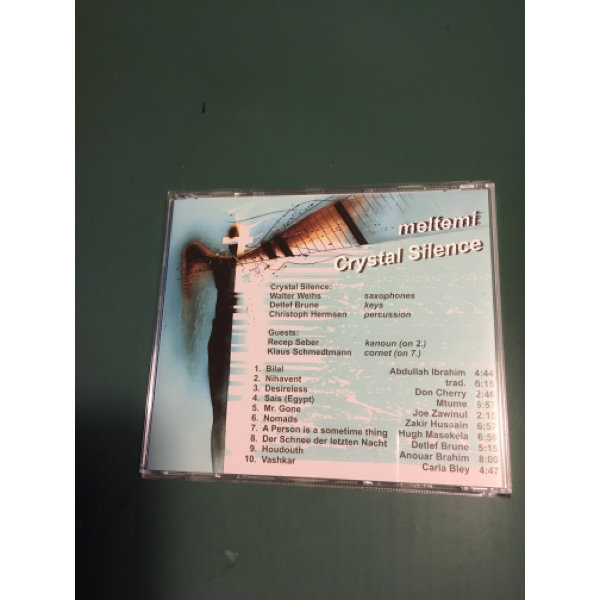 meltemi
Crystal Silence
Crystal Silence:
Walter Weihs saxophones
Detlef Brune keys
Christoph Hermsen percussion
Guests:
Recep Seber kanoun (on 2.)
Klaus Schmedtmann cornet (on 7.)
1. Bilal Abdullah Ibrahim 4:44
2. Nihavent trad. 6:15
3. Desireless Don Cherry 2:46
4. Sais (Egypt) Mtume 8:57
5. Mr. Gone Joe Zawinul 2:15
6. Nomads Zakir Hussain 6:57
7. A Person is a sometime thing Hugh Masekela 6:58
8. Der Schnee der letzten Nacht Detlef Brune 5:15
9. Houdouth Anouar Brahim 8:00
10. Vashkar Carla Bley 4:47